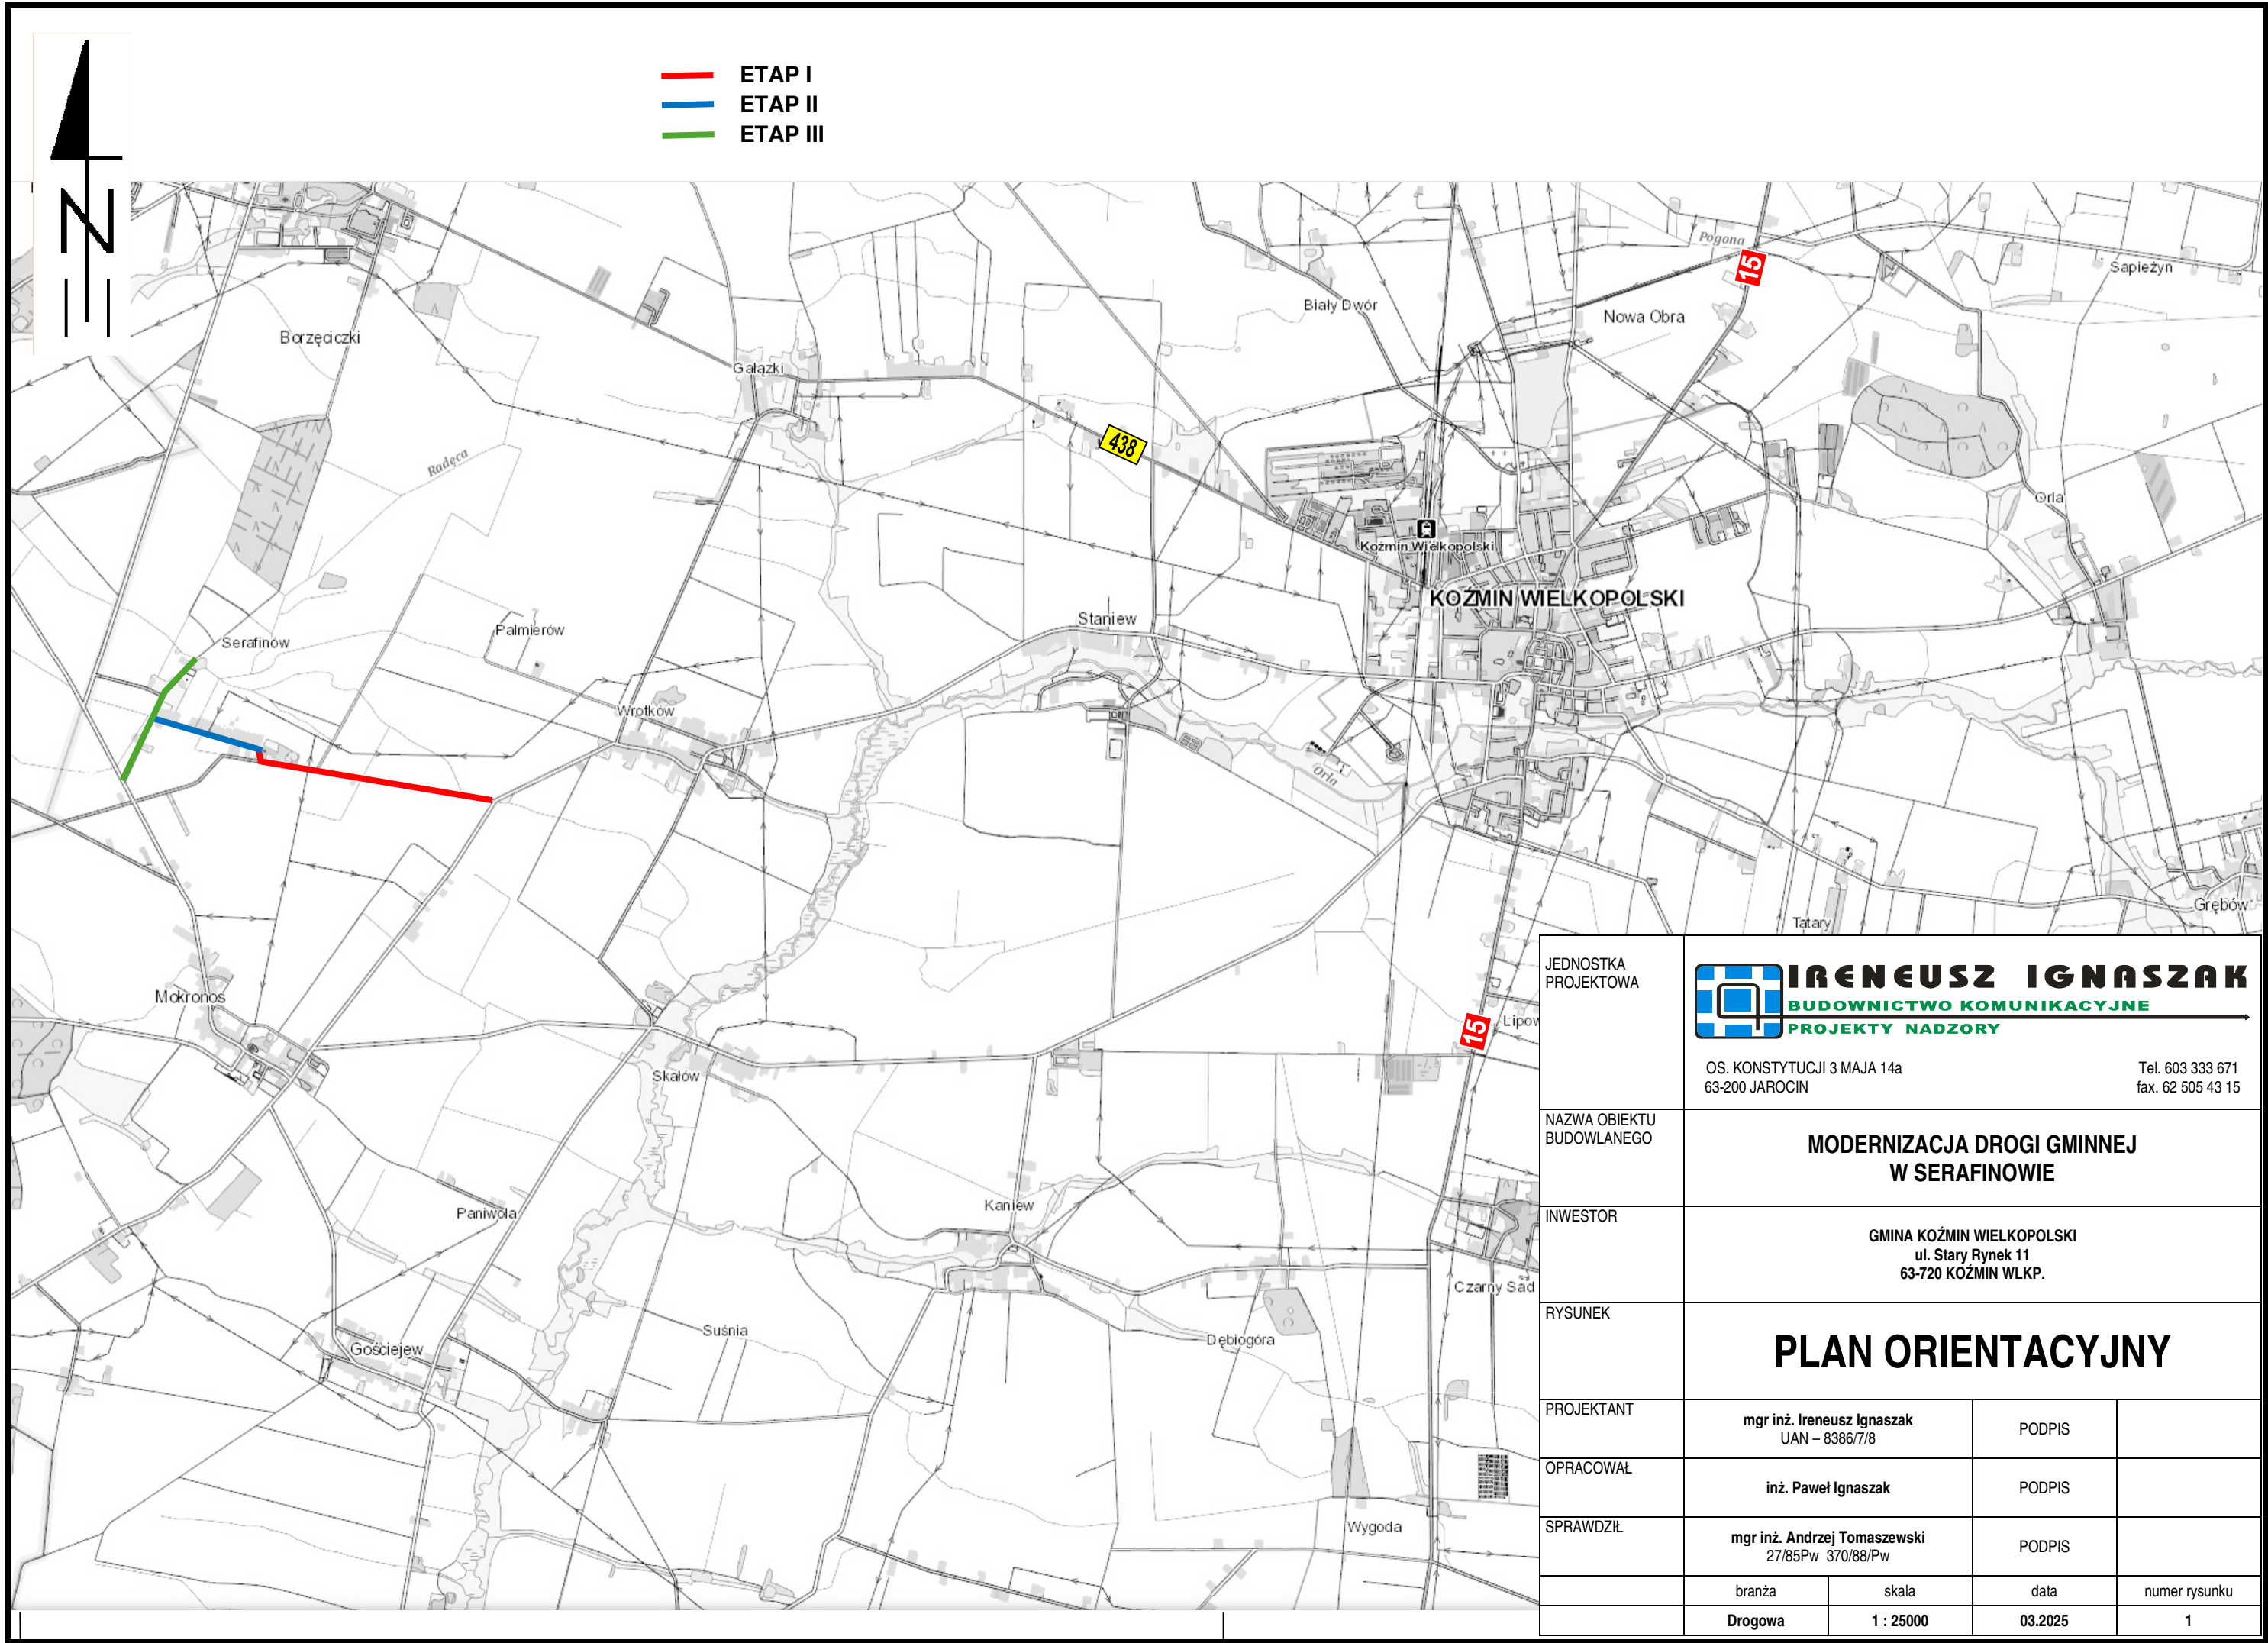 ETAP I
ETAP II
ETAP III
N
Pogona
15
Sapieżyn
Biały Dwór
Nowa Obra
Borzęciczki
Gałązki
438
Radęca
Orla
Koźmin Wielkopolski
KOŹMIN WIELKOPOLSKI
Staniew
Palmierów
Serafinów
Wrotków
Orla
Grębów
Tatary
Mokronos
15
Lipow
Skałów
Paniwola
Kaniew
Czarny Sad
Suśnia
Dębiogóra
Gościejew
Wygoda
JEDNOSTKA
PROJEKTOWA
IRENEUSZ IGNASZAK
BUDOWNICTWO KOMUNIKACYJNE
PROJEKTY NADZORY
OS. KONSTYTUCJI 3 MAJA 14a
63-200 JAROCIN
Tel. 603 333 671
fax. 62 505 43 15
NAZWA OBIEKTU
BUDOWLANEGO
MODERNIZACJA DROGI GMINNEJ
W SERAFINOWIE
INWESTOR
GMINA KOŹMIN WIELKOPOLSKI
ul. Stary Rynek 11
63-720 KOŹMIN WLKP.
RYSUNEK
PLAN ORIENTACYJNY
PROJEKTANT
mgr inż. Ireneusz Ignaszak
UAN – 8386/7/8
PODPIS
OPRACOWAŁ
inż. Paweł Ignaszak
PODPIS
SPRAWDZIŁ
mgr inż. Andrzej Tomaszewski
27/85Pw 370/88/Pw
PODPIS
branża skala data numer rysunku
Drogowa 1 : 25000 03.2025 1